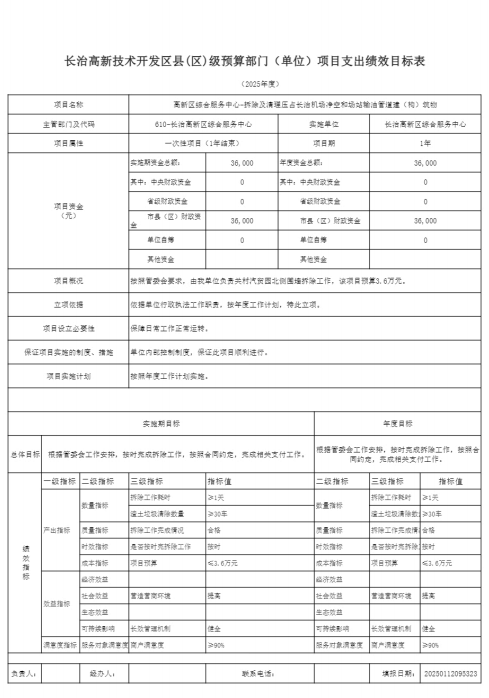 长治高新技术开发区县(区)级预算部门（单位）项目支出绩效目标表
（2025年度）
项目名称 高新区综合服务中心-拆除及清理压占长治机场净空和场站输油管道建（构）筑物
主管部门及代码 610-长治高新区综合服务中心 实施单位 长治高新区综合服务中心
项目属性 一次性项目（1年结束） 项目期 1年
项目资金（元）
实施期资金总额： 36,000 年度资金总额： 36,000
其中：中央财政资金 0 其中：中央财政资金 0
省级财政资金 0 省级财政资金 0
市县（区）财政资金 36,000 市县（区）财政资金 36,000
单位自筹 0 单位自筹 0
其他资金 其他资金
项目概况 按照管委会要求，由我单位负责关村汽贸园北侧围墙拆除工作，该项目预算3.6万元。
立项依据 依据单位行政执法工作职责，按年度工作计划，特此立项。
项目设立必要性 保障日常工作正常运转。
保证项目实施的制度、措施 单位内部控制制度，保证此项目顺利进行。
项目实施计划 按照年度工作计划实施。
实施期目标 年度目标
总体目标 根据管委会工作安排，按时完成拆除工作，按照合同约定，完成相关支付工作。 根据管委会工作安排，按时完成拆除工作，按照合同约定，完成相关支付工作。
绩效指标
一级指标 二级指标 三级指标 指标值 二级指标 三级指标 指标值
产出指标 数量指标 拆除工作耗时 ≥1天 数量指标 拆除工作耗时 ≥1天
渣土垃圾清除数量 ≥30车 渣土垃圾清除数量 ≥30车
质量指标 拆除工作完成情况 合格 质量指标 拆除工作完成情 合格
时效指标 是否按时完拆除工作 按时 时效指标 是否按时完拆除 按时
成本指标 项目预算 ≤3.6万元 成本指标 项目预算 ≤3.6万元
效益指标 经济效益 经济效益
社会效益 营造营商环境 提高 社会效益 营造营商环境 提高
生态效益 生态效益
可持续影响 长效管理机制 健全 可持续影响 长效管理机制 健全
满意度指标 服务对象满意度 商户满意度 ≥90% 服务对象满意度 商户满意度 ≥90%
负责人： 经办人： 联系电话： 填报日期： 20250112095323